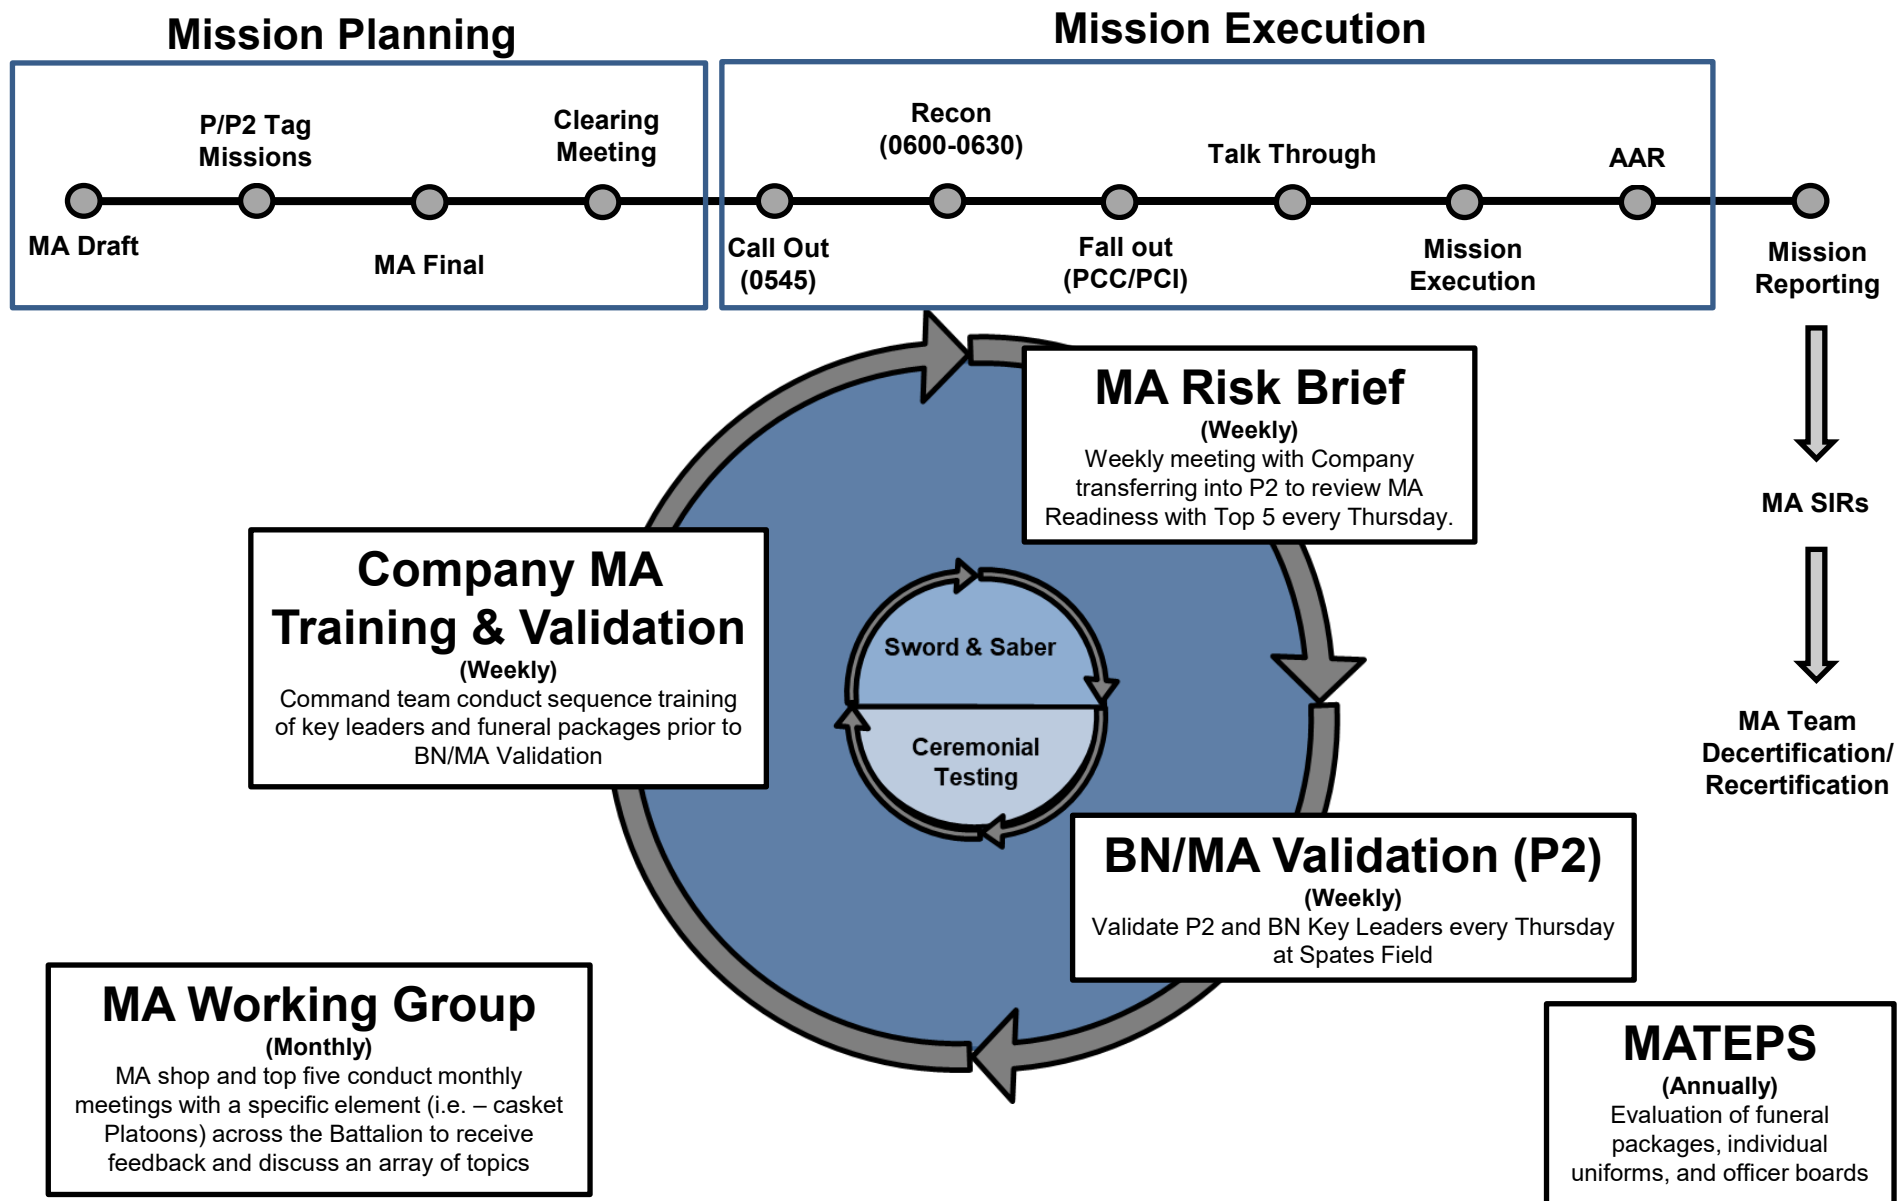 Mission Planning
Mission Execution
P/P2 Tag
Missions
Clearing
Meeting
Recon
(0600-0630)
Talk Through
AAR
MA Draft
MA Final
Call Out
(0545)
Fall out
(PCC/PCI)
Mission
Execution
Mission
Reporting
MA Risk Brief
(Weekly)
Weekly meeting with Company
transferring into P2 to review MA
Readiness with Top 5 every Thursday.
MA SIRs
Company MA
Training & Validation
(Weekly)
Command team conduct sequence training
of key leaders and funeral packages prior to
BN/MA Validation
Sword & Saber
Ceremonial
Testing
MA Team
Decertification/
Recertification
BN/MA Validation (P2)
(Weekly)
Validate P2 and BN Key Leaders every Thursday
at Spates Field
MA Working Group
(Monthly)
MA shop and top five conduct monthly
meetings with a specific element (i.e. – casket
Platoons) across the Battalion to receive
feedback and discuss an array of topics
MATEPS
(Annually)
Evaluation of funeral
packages, individual
uniforms, and officer boards